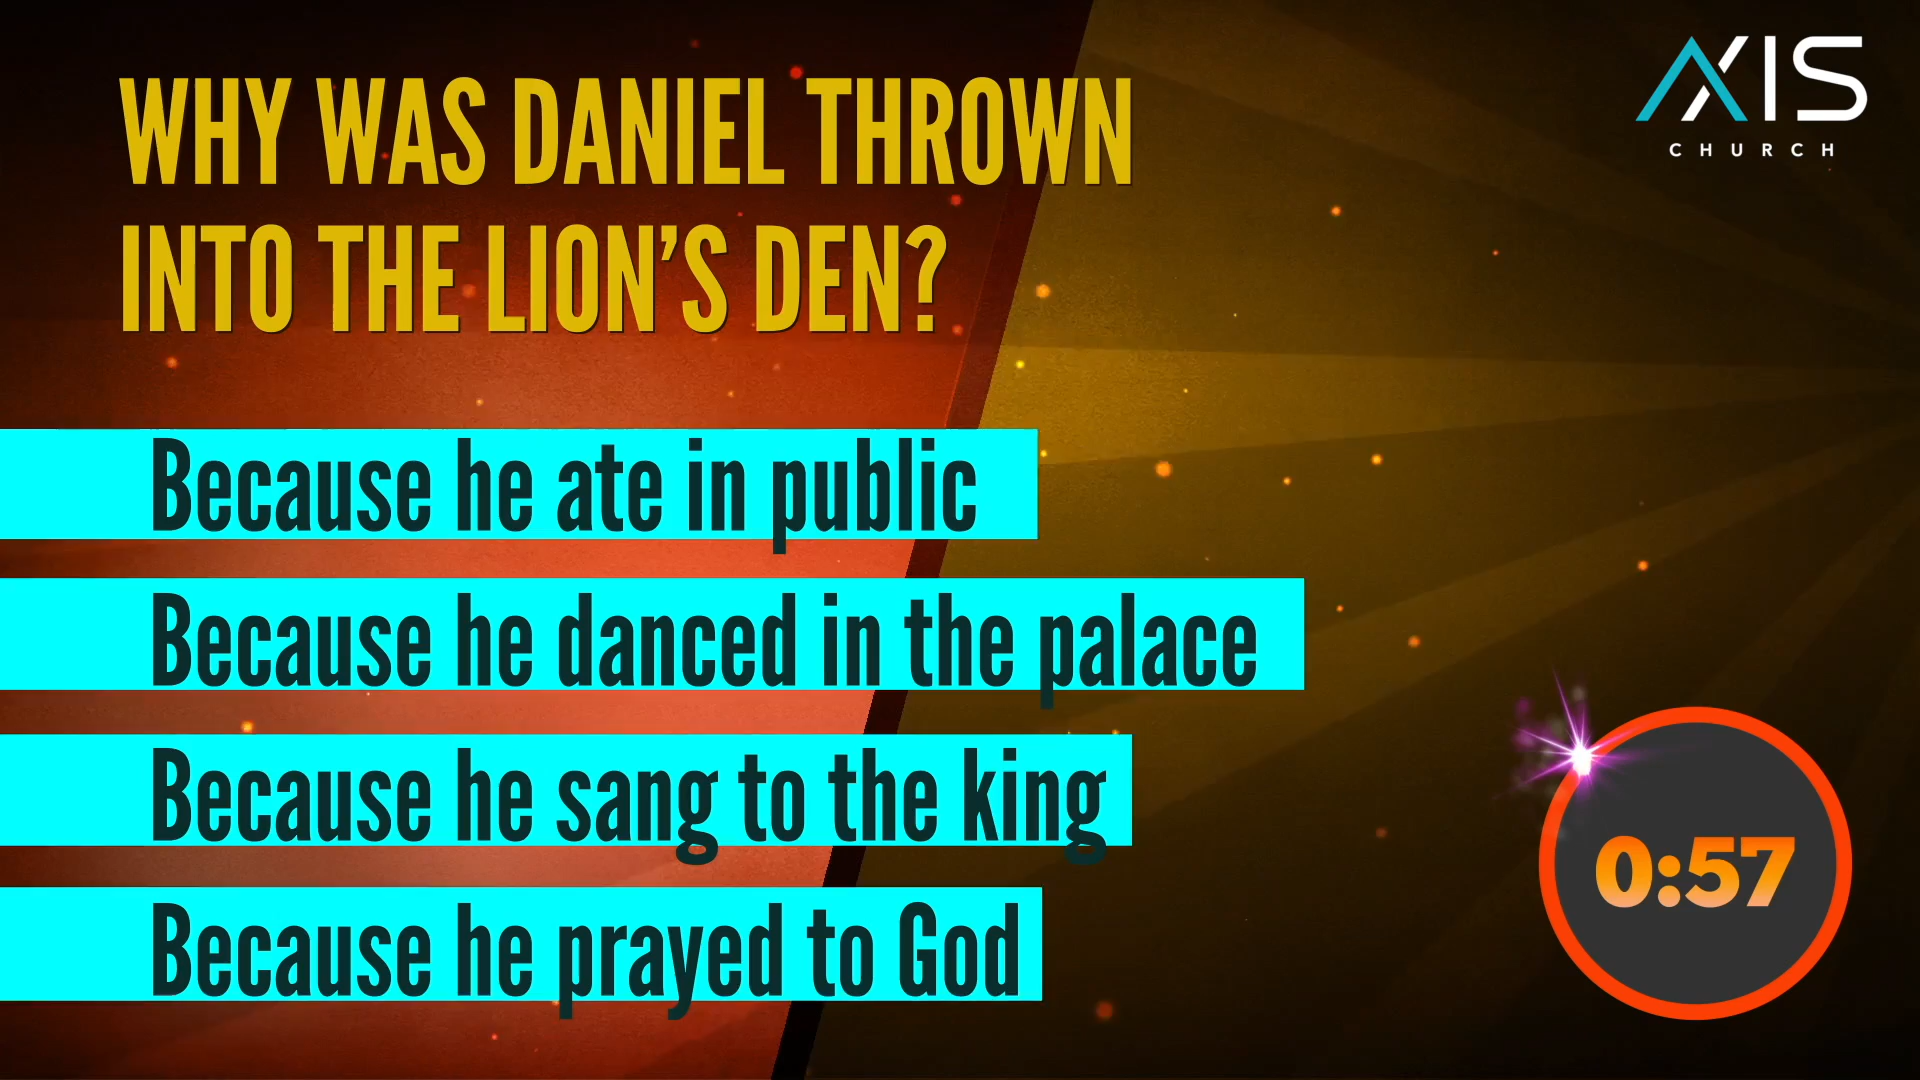 AXIS
CHURCH
WHY WAS DANIEL THROWN
INTO THE LION’S DEN?
Because he ate in public
Because he danced in the palace
Because he sang to the king
Because he prayed to God
0:57